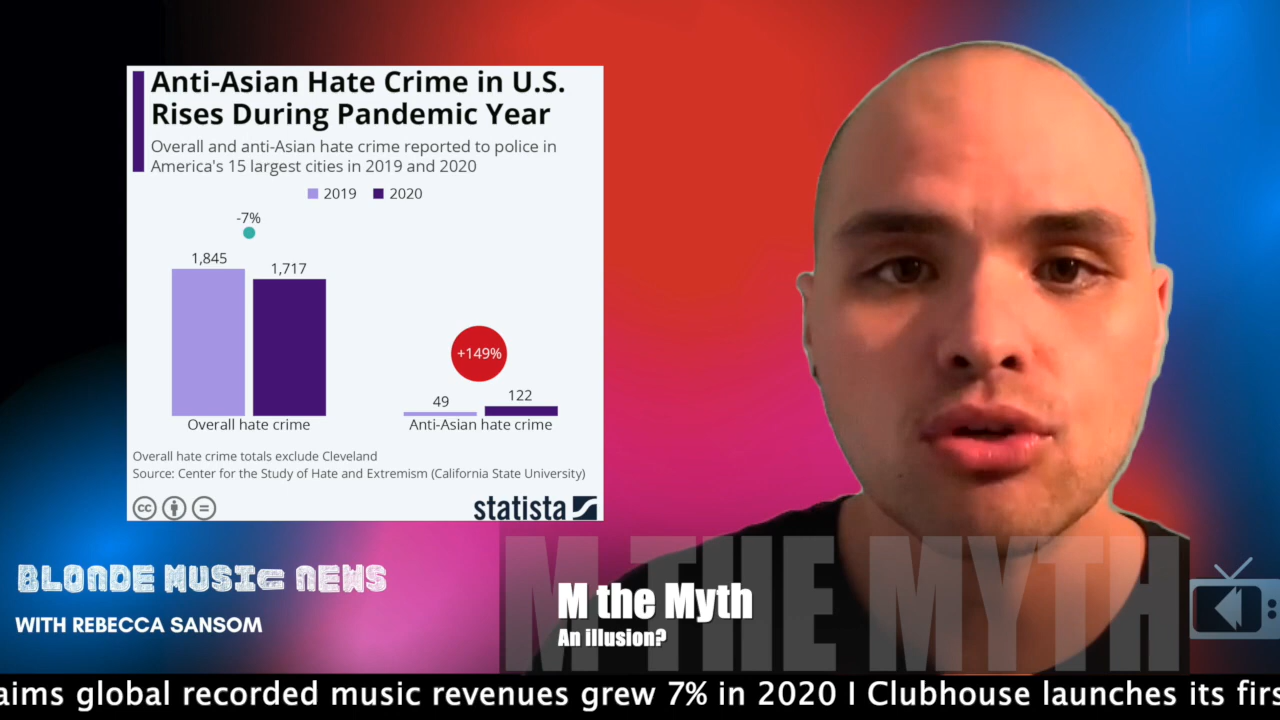 Anti-Asian Hate Crime in U.S.
Rises During Pandemic Year
Overall and anti-Asian hate crime reported to police in
America's 15 largest cities in 2019 and 2020
2019 2020
-7%
1,845
1,717
+149%
49
122
Overall hate crime
Anti-Asian hate crime
Overall hate crime totals exclude Cleveland
Source: Center for the Study of Hate and Extremism (California State University)
cc
statista
BLONDE MUSIC NEWS
WITH REBECCA SANSOM
M THE MYTH
M the Myth
An illusion?
aims global recorded music revenues grew 7% in 2020 I Clubhouse launches its firs